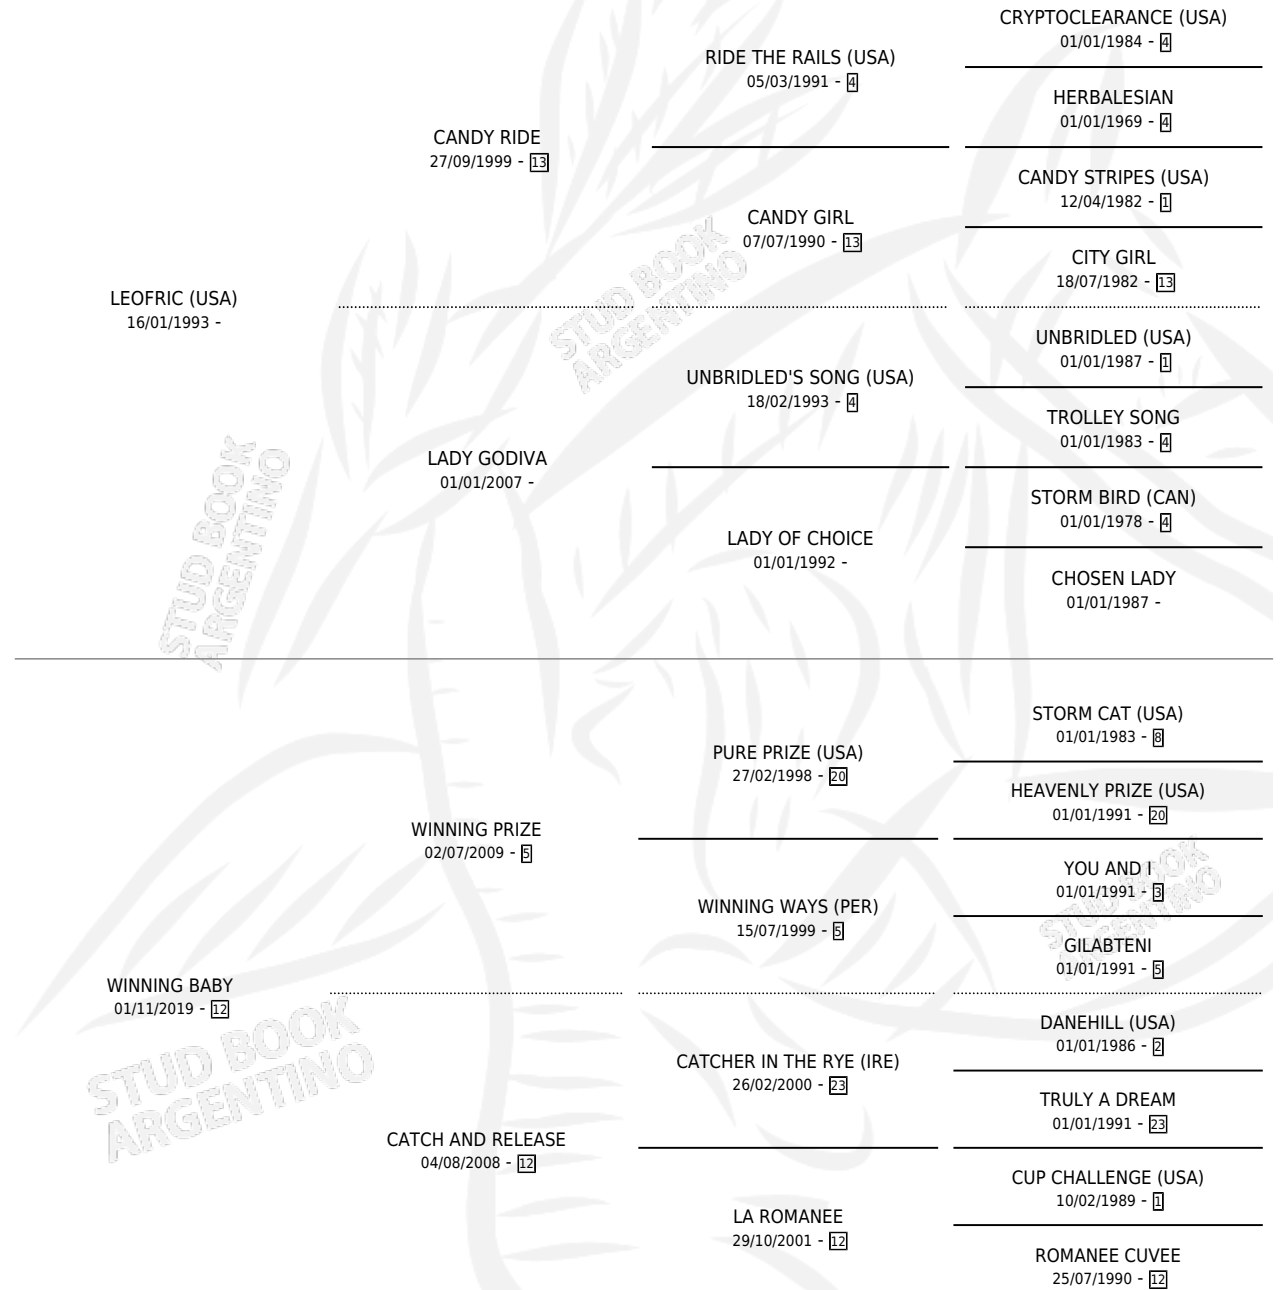 CRYPTOCLEARANCE (USA)
01/01/1984 - 4
RIDE THE RAILS (USA)
05/03/1991 - 4
HERBALESIAN
01/01/1969 - 4
CANDY RIDE
27/09/1999 - 13
CANDY STRIPES (USA)
12/04/1982 - 1
CANDY GIRL
07/07/1990 - 13
CITY GIRL
18/07/1982 - 13
LEOFRIC (USA)
16/01/1993 -
UNBRIDLED (USA)
01/01/1987 - 1
UNBRIDLED'S SONG (USA)
18/02/1993 - 4
TROLLEY SONG
01/01/1983 - 4
LADY GODIVA
01/01/2007 -
STORM BIRD (CAN)
01/01/1978 - 4
LADY OF CHOICE
01/01/1992 -
CHOSEN LADY
01/01/1987 -
STORM CAT (USA)
01/01/1983 - 8
PURE PRIZE (USA)
27/02/1998 - 20
HEAVENLY PRIZE (USA)
01/01/1991 - 20
WINNING PRIZE
02/07/2009 - 5
YOU AND I
01/01/1991 - 3
WINNING WAYS (PER)
15/07/1999 - 5
GILABTENI
01/01/1991 - 5
WINNING BABY
01/11/2019 - 12
DANEHILL (USA)
01/01/1986 - 2
CATCHER IN THE RYE (IRE)
26/02/2000 - 23
TRULY A DREAM
01/01/1991 - 23
CATCH AND RELEASE
04/08/2008 - 12
CUP CHALLENGE (USA)
10/02/1989 - 1
LA ROMANEE
29/10/2001 - 12
ROMANEE CUVEE
25/07/1990 - 12
STUD BOOK
ARGENTINO
STUD BOOK
ARGENTINO
STUD BOOK
ARGENTINO
STUD BOOK
ARGENTINO